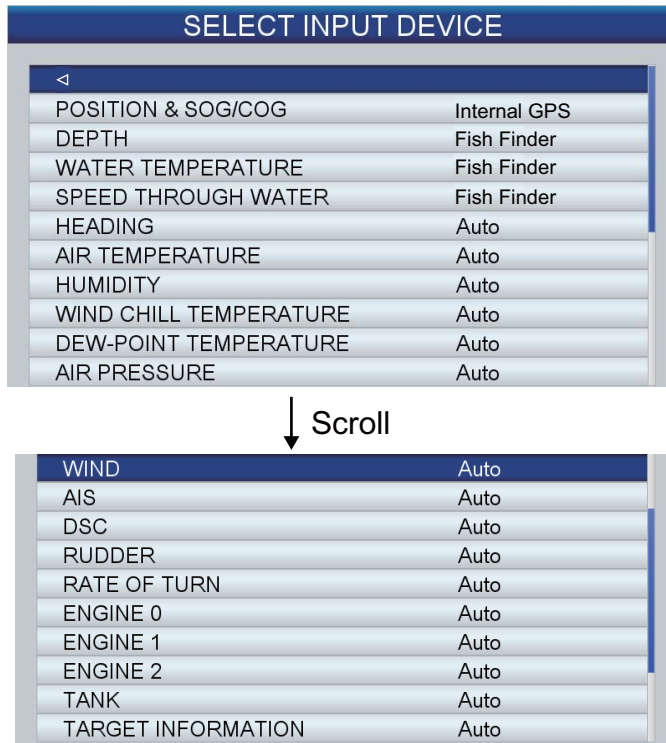 SELECT INPUT DEVICE
POSITION & SOG/COG Internal GPS
DEPTH Fish Finder
WATER TEMPERATURE Fish Finder
SPEED THROUGH WATER Fish Finder
HEADING Auto
AIR TEMPERATURE Auto
HUMIDITY Auto
WIND CHILL TEMPERATURE Auto
DEW-POINT TEMPERATURE Auto
AIR PRESSURE Auto
Scroll
WIND Auto
AIS Auto
DSC Auto
RUDDER Auto
RATE OF TURN Auto
ENGINE 0 Auto
ENGINE 1 Auto
ENGINE 2 Auto
TANK Auto
TARGET INFORMATION Auto